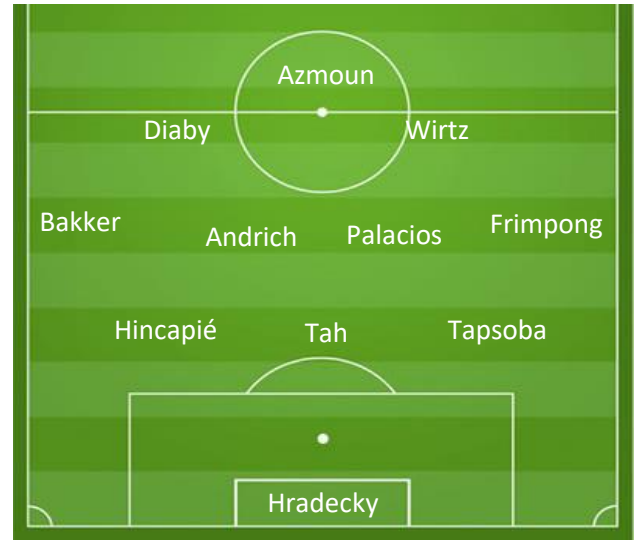 Azmoun
Diaby Wirtz
Bakker Andrich Palacios Frimpong
Hincapié Tah Tapsoba
Hradecky